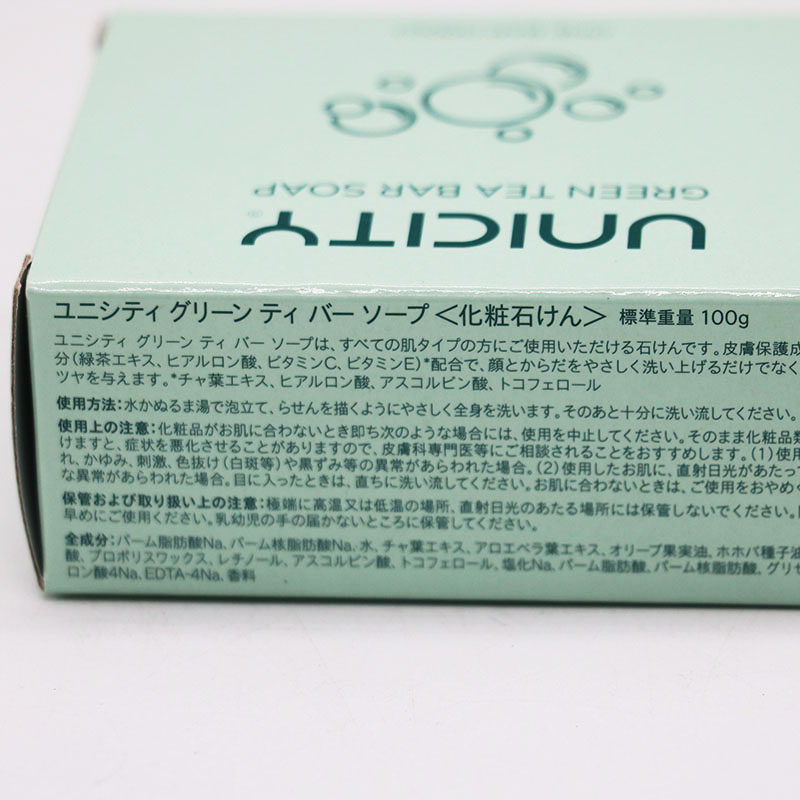 GREEN TEA BAR SOAP
UNICITY®
ユニシティ グリーン ティ バー ソープ＜化粧石けん＞ 標準重量 100g
ユニシティ グリーン ティ バー ソープは、すべての肌タイプの方にご使用いただける石けんです。皮膚保護成
分(緑茶エキス、ヒアルロン酸、ビタミンC、ビタミンE)*配合で、顔とからだをやさしく洗い上げるだけでなく
ツヤを与えます。*チャ葉エキス、ヒアルロン酸、アスコルビン酸、トコフェロール
使用方法:水かぬるま湯で泡立て、らせんを描くようにやさしく全身を洗います。そのあと十分に洗い流してください。
使用上の注意:化粧品がお肌に合わないとき即ち次のような場合には、使用を中止してください。そのまま化粧品類
けますと、症状を悪化させることがありますので、皮膚科専門医等にご相談されることをおすすめします。(1)使用
れ、かゆみ、刺激、色抜け(白斑等)や黒ずみ等の異常があらわれた場合。(2)使用したお肌に、直射日光があたっ
な異常があらわれた場合。目に入ったときは、直ちに洗い流してください。お肌に合わないときは、ご使用をおやめく
保管および取り扱い上の注意:極端に高温又は低温の場所、直射日光のあたる場所には保管しないでください。
早めにご使用ください。乳幼児の手の届かないところに保管してください。
全成分:パーム脂肪酸Na、パーム核脂肪酸Na、水、チャ葉エキス、アロエベラ葉エキス、オリーブ果実油、ホホバ種子油
酸、プロポリスワックス、レチノール、アスコルビン酸、トコフェロール、塩化Na、パーム脂肪酸、パーム核脂肪酸、グリセ
ロン酸4Na、EDTA-4Na、香料